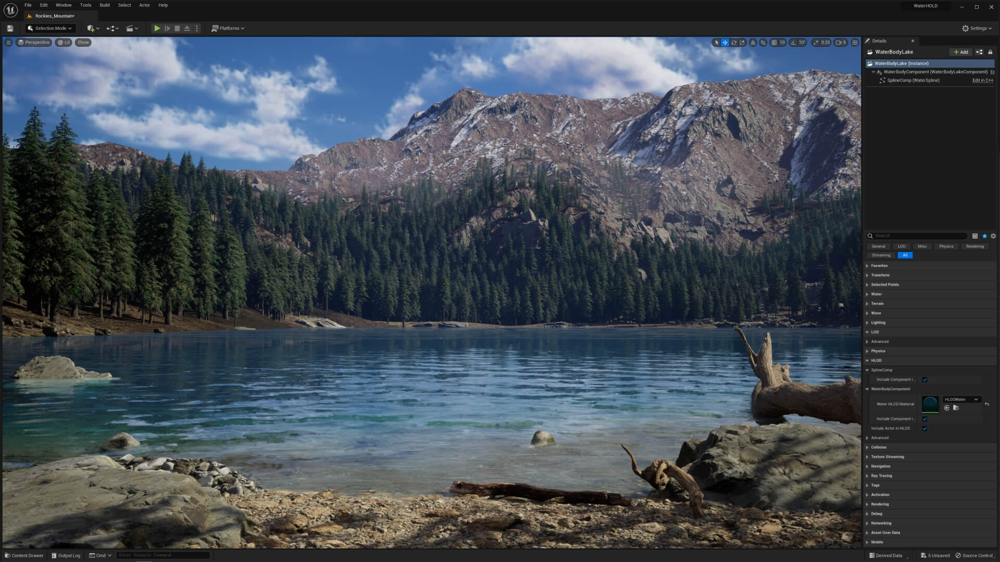 File Edit Window Tools Build Select Actor Help
WaterHOLD
Rockies_Mountain*
Selection Mode
Platforms
Settings
Perspective Lit Show
10 10° 0.25 5
Details
WaterBodyLake
+ Add
WaterBodyLake (Instance)
WaterBodyComponent (WaterBodyLakeComponent)
SplineComp (WaterSpline) Edit in C++
Search
General LOD Misc Physics Rendering
Streaming All
Favorites
Transform
Selected Points
Water
Terrain
Wave
Lighting
LOD
Advanced
Physics
HLOD
SplineComp
Include Component i...
WaterBodyComponent
Water HLOD Material HLODWater
Include Component i...
Include Actor in HLOD
Advanced
Collision
Texture Streaming
Navigation
Ray Tracing
Tags
Activation
Rendering
Debug
Networking
Asset User Data
Mobile
Content Drawer Output Log Cmd Enter Console Command Derived Data 6 Unsaved Source Control